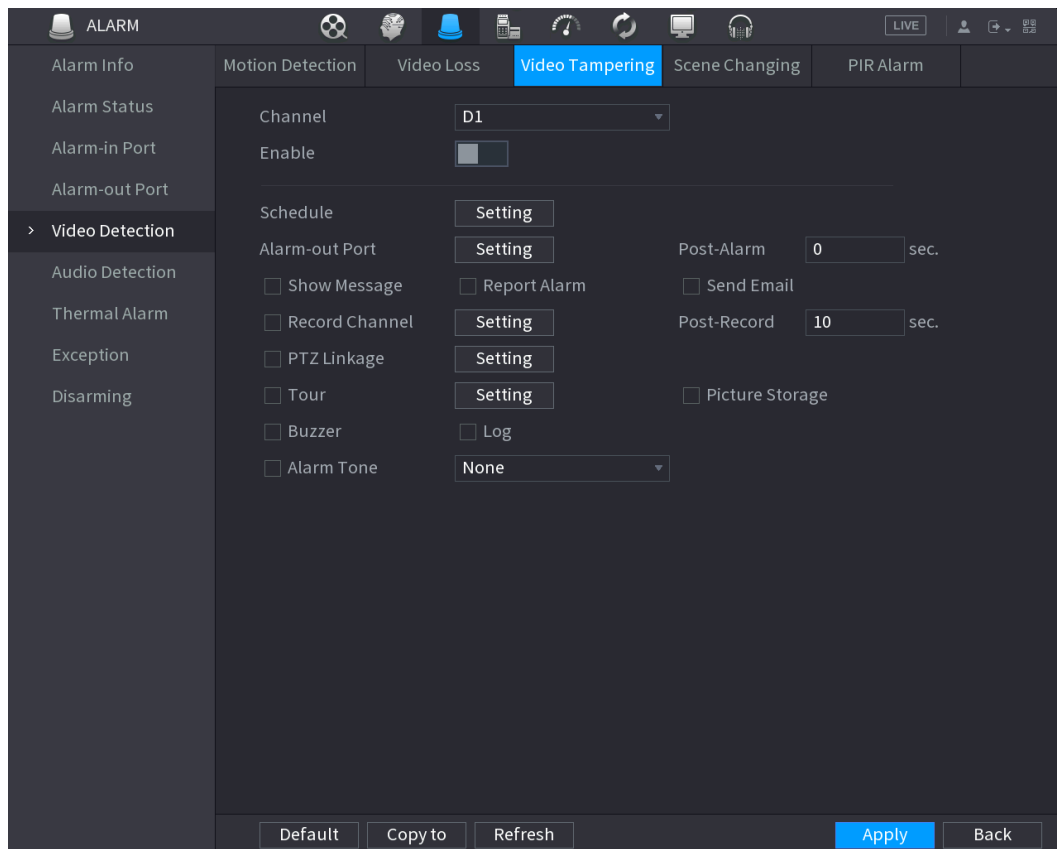 ALARM
LIVE
Alarm Info
Alarm Status
Alarm-in Port
Alarm-out Port
> Video Detection
Audio Detection
Thermal Alarm
Exception
Disarming
Motion Detection Video Loss Video Tampering Scene Changing PIR Alarm
Channel D1
Enable
Schedule Setting
Alarm-out Port Setting Post-Alarm 0 sec.
Show Message Report Alarm Send Email
Record Channel Setting Post-Record 10 sec.
PTZ Linkage Setting
Tour Setting Picture Storage
Buzzer Log
Alarm Tone None
Default Copy to Refresh Apply Back